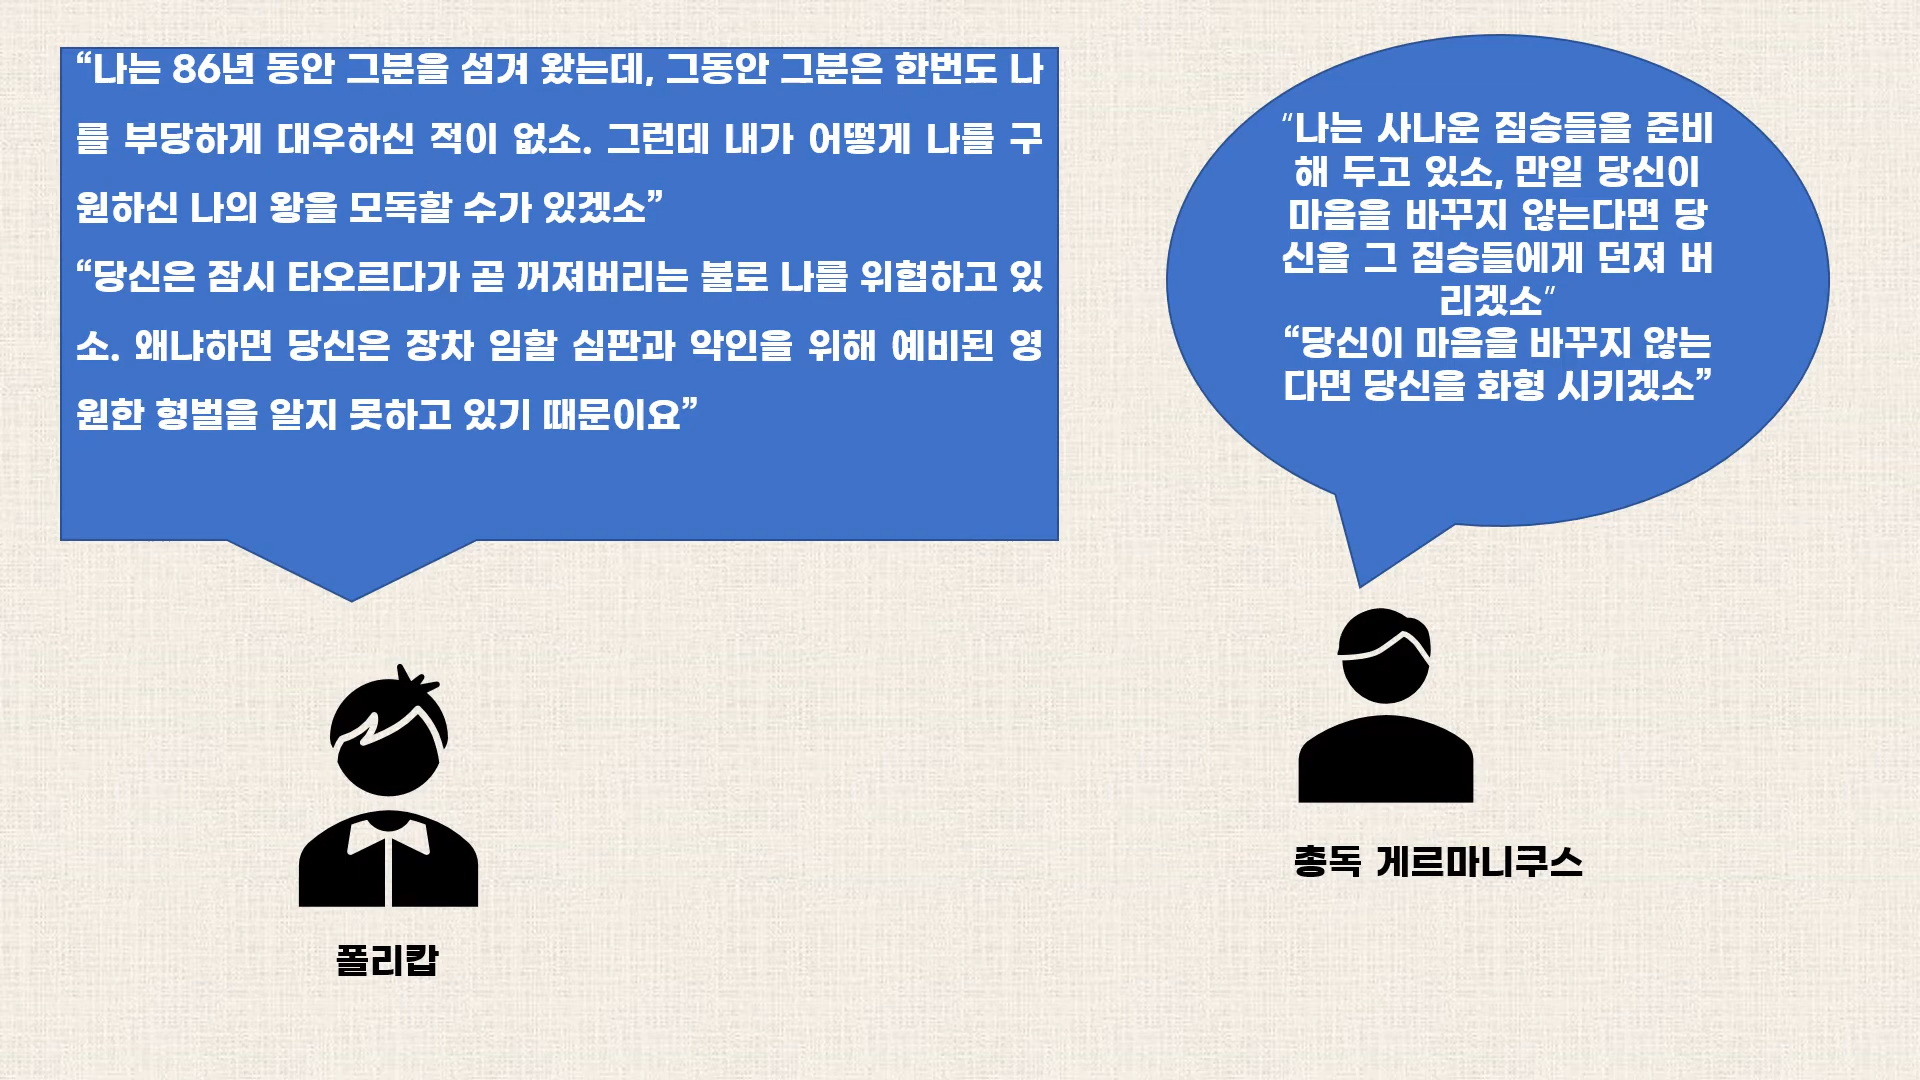 “나는 86년 동안 그분을 섬겨 왔는데, 그동안 그분은 한번도 나
를 부당하게 대우하신 적이 없소. 그런데 내가 어떻게 나를 구
원하신 나의 왕을 모독할 수가 있겠소”
“당신은 잠시 타오르다가 곧 꺼져버리는 불로 나를 위협하고 있
소. 왜냐하면 당신은 장차 임할 심판과 악인을 위해 예비된 영
원한 형벌을 알지 못하고 있기 때문이요”
“나는 사나운 짐승들을 준비
해 두고 있소, 만일 당신이
마음을 바꾸지 않는다면 당
신을 그 짐승들에게 던져 버
리겠소”
“당신이 마음을 바꾸지 않는
다면 당신을 화형 시키겠소”
총독 게르마니쿠스
폴리캅